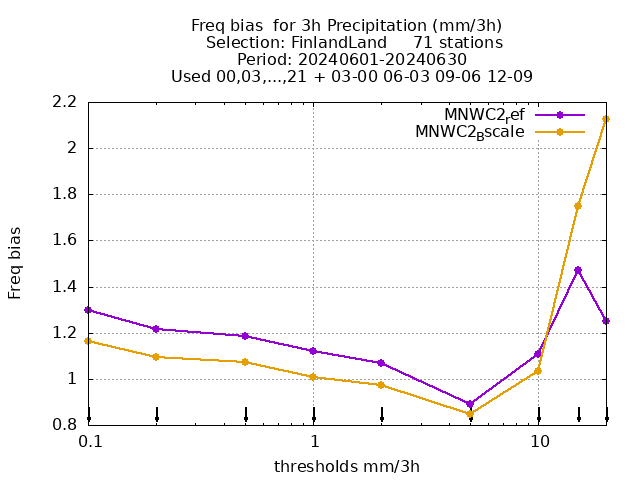 Freq bias  for 3h Precipitation (mm/3h)
Selection: FinlandLand     71 stations
Period: 20240601-20240630
Used 00,03,...,21 + 03-00 06-03 09-06 12-09
MNWC2ref
MNWC2Bscale
2.2
2
1.8
1.6
1.4
1.2
1
0.8
Freq bias
0.1 1 10
thresholds mm/3h